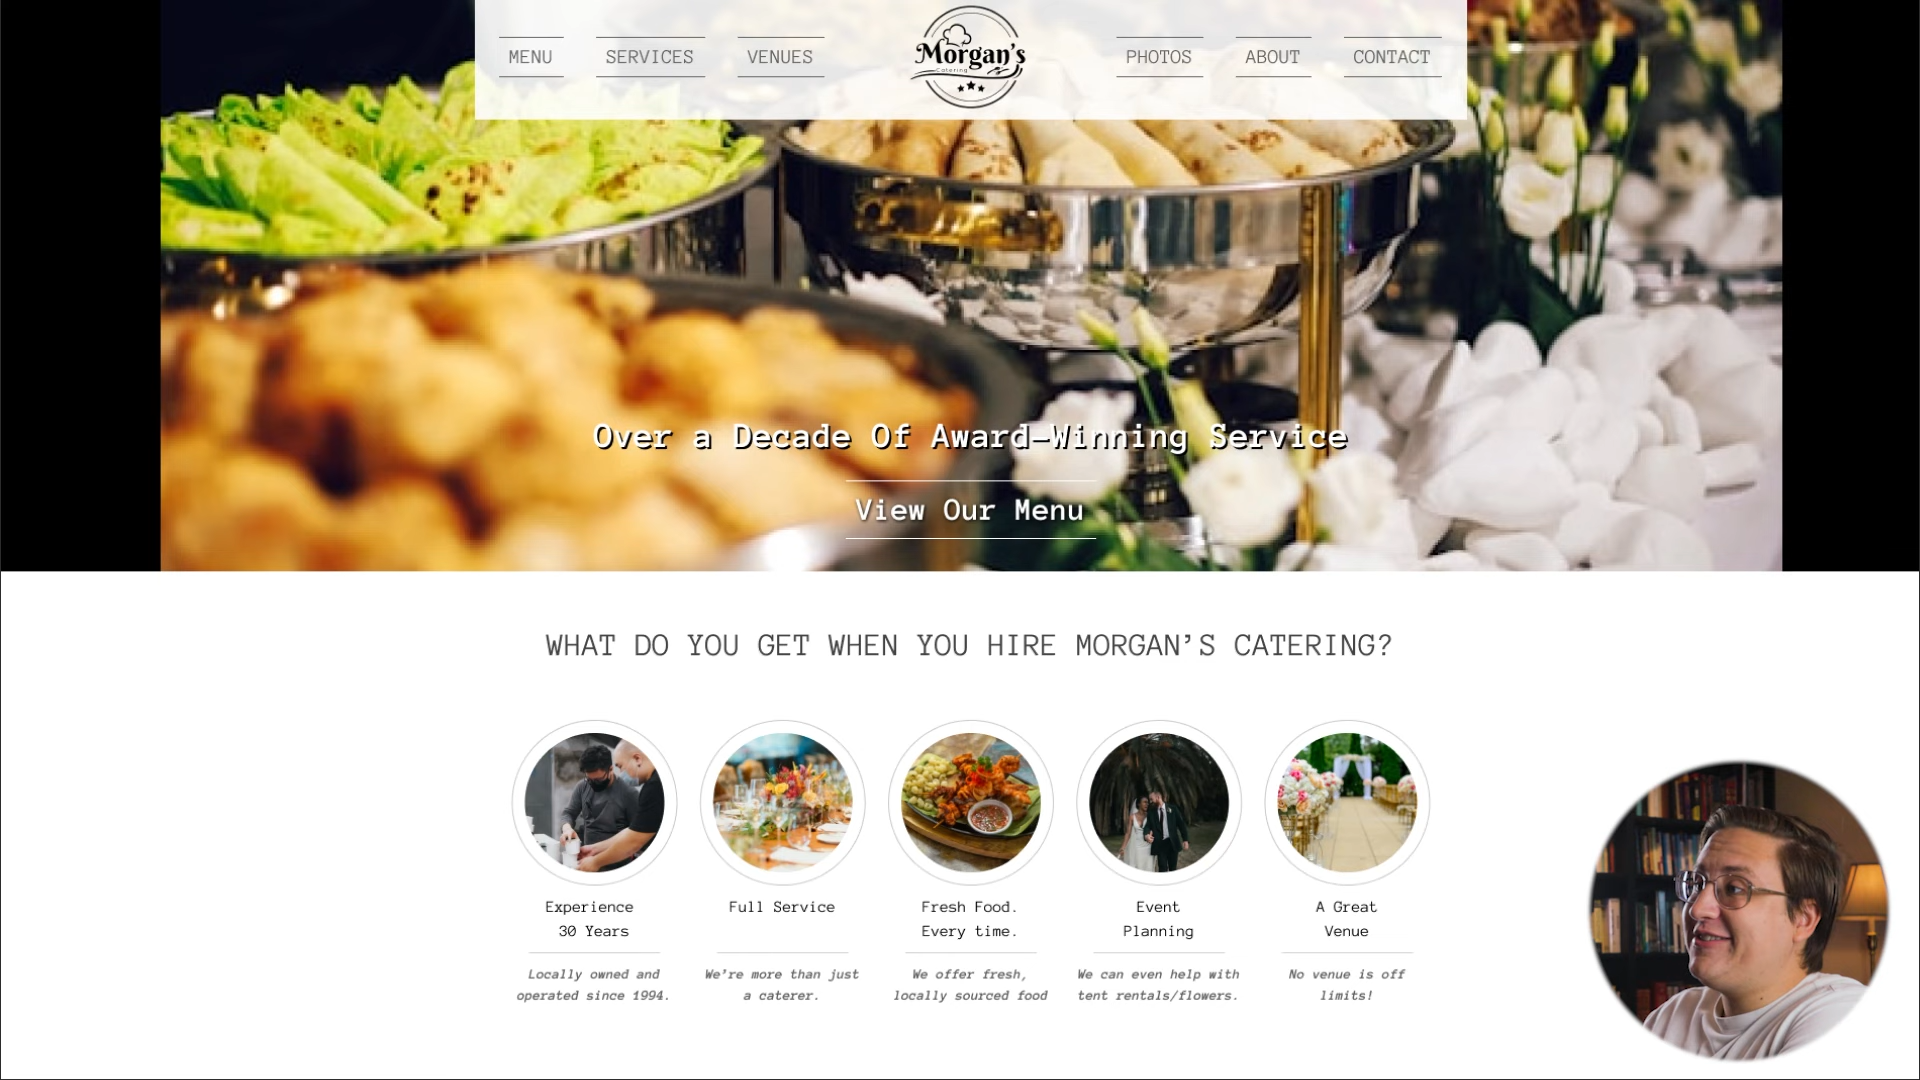 MENU SERVICES VENUES Morgan's PHOTOS ABOUT CONTACT
Catering
Over a Decade Of Award-Winning Service
View Our Menu
WHAT DO YOU GET WHEN YOU HIRE MORGAN’S CATERING?
Experience
30 Years
Locally owned and
operated since 1994.
Full Service
We’re more than just
a caterer.
Fresh Food.
Every time.
We offer fresh,
locally sourced food
Event
Planning
We can even help with
tent rentals/flowers.
A Great
Venue
No venue is off
limits!